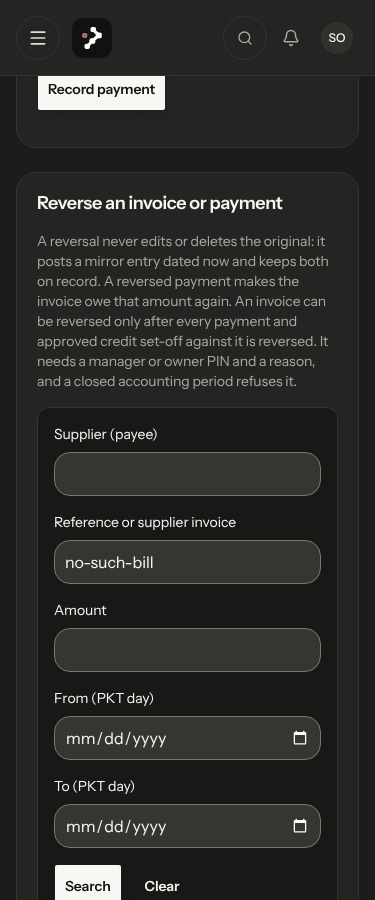 SO
Record payment
Reverse an invoice or payment
A reversal never edits or deletes the original: it
posts a mirror entry dated now and keeps both
on record. A reversed payment makes the
invoice owe that amount again. An invoice can
be reversed only after every payment and
approved credit set-off against it is reversed. It
needs a manager or owner PIN and a reason,
and a closed accounting period refuses it.
Supplier (payee)
Reference or supplier invoice
no-such-bill
Amount
From (PKT day)
mm/dd/yyyy
To (PKT day)
mm/dd/yyyy
Search Clear